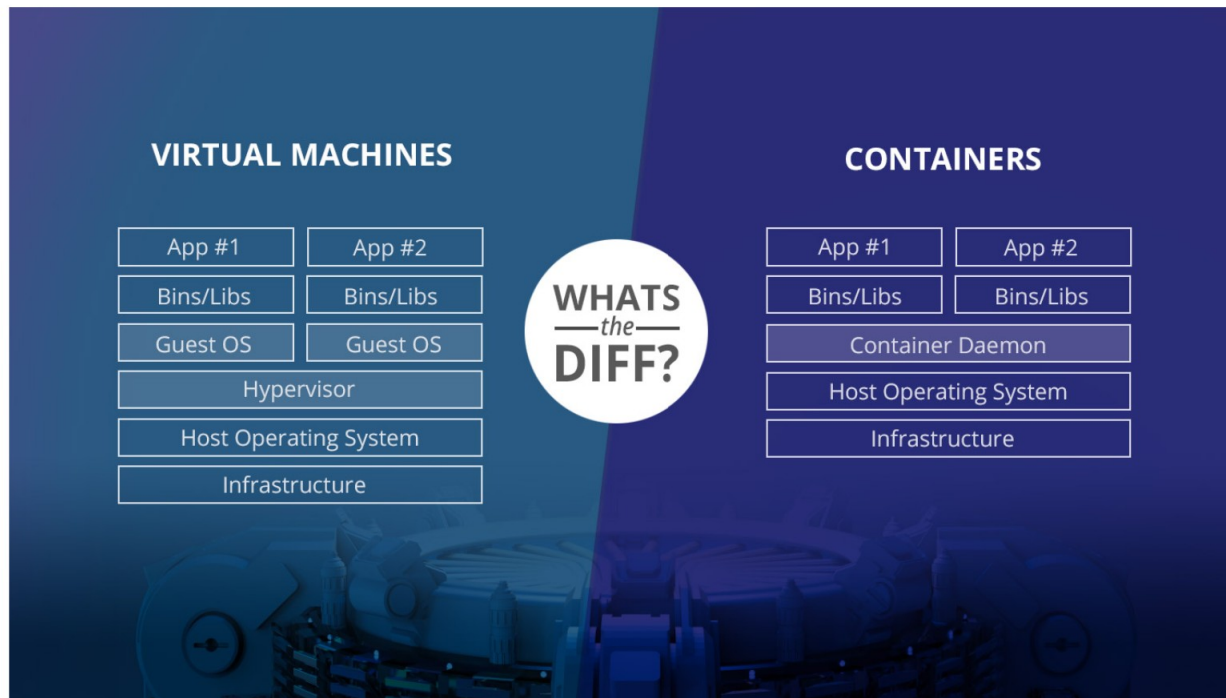 VIRTUAL MACHINES
App #1 App #2
Bins/Libs Bins/Libs
Guest OS Guest OS
Hypervisor
Host Operating System
Infrastructure
WHATS
the
DIFF?
CONTAINERS
App #1 App #2
Bins/Libs Bins/Libs
Container Daemon
Host Operating System
Infrastructure